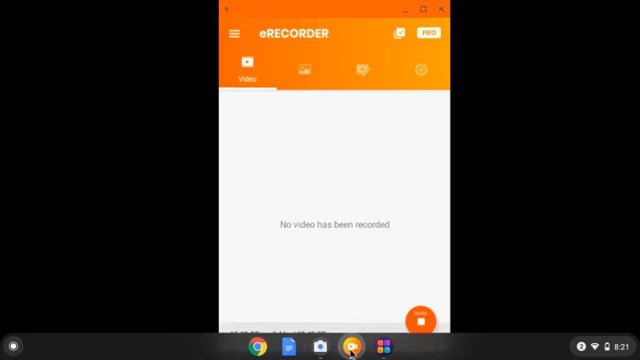 eRECORDER
PRO
Video
No video has been recorded
8:21